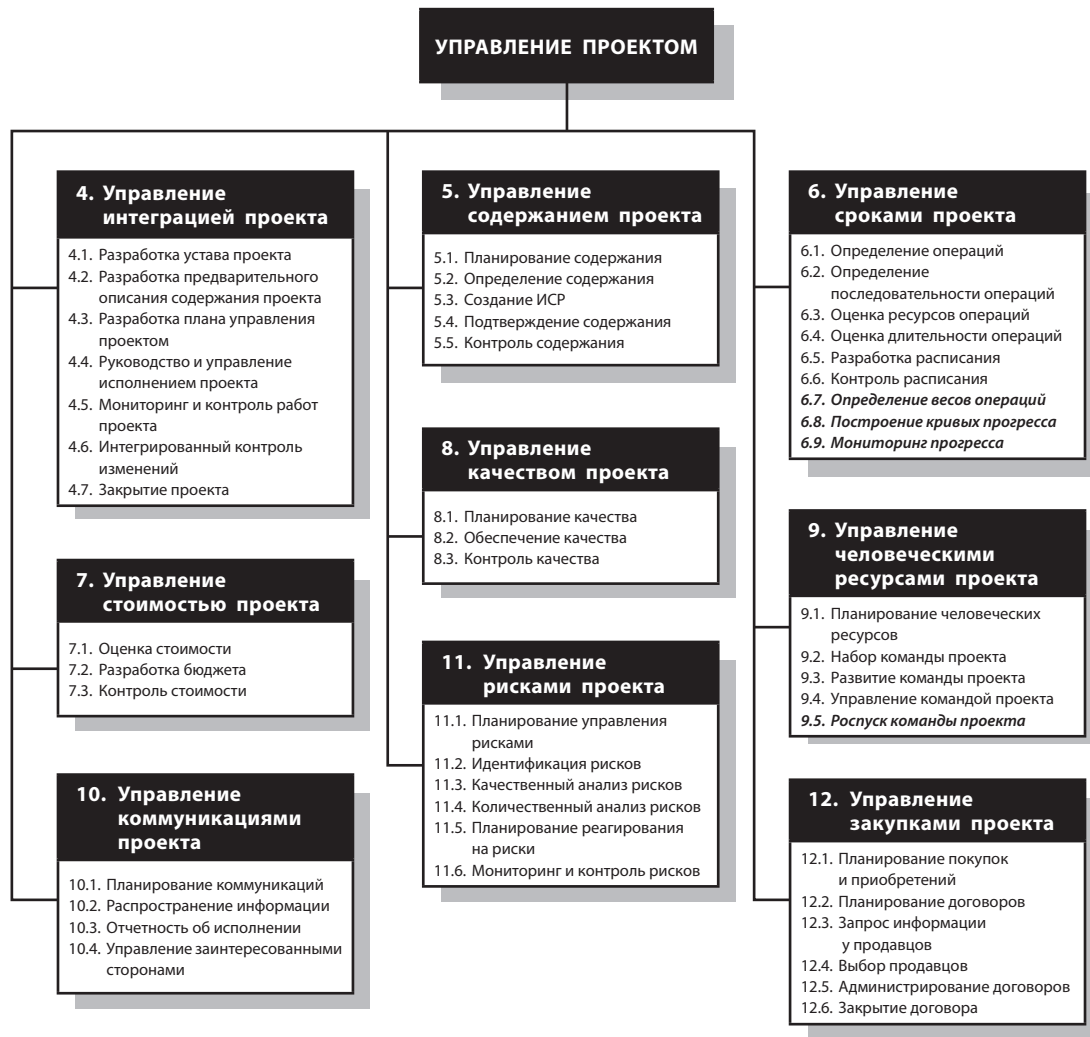 УПРАВЛЕНИЕ ПРОЕКТОМ
4. Управление
интеграцией проекта
4.1. Разработка устава проекта
4.2. Разработка предварительного
описания содержания проекта
4.3. Разработка плана управления
проектом
4.4. Руководство и управление
исполнением проекта
4.5. Мониторинг и контроль работ
проекта
4.6. Интегрированный контроль
изменений
4.7. Закрытие проекта
5. Управление
содержанием проекта
5.1. Планирование содержания
5.2. Определение содержания
5.3. Создание ИСР
5.4. Подтверждение содержания
5.5. Контроль содержания
6. Управление
сроками проекта
6.1. Определение операций
6.2. Определение
последовательности операций
6.3. Оценка ресурсов операций
6.4. Оценка длительности операций
6.5. Разработка расписания
6.6. Контроль расписания
6.7. Определение весов операций
6.8. Построение кривых прогресса
6.9. Мониторинг прогресса
7. Управление
стоимостью проекта
7.1. Оценка стоимости
7.2. Разработка бюджета
7.3. Контроль стоимости
8. Управление
качеством проекта
8.1. Планирование качества
8.2. Обеспечение качества
8.3. Контроль качества
9. Управление
человеческими
ресурсами проекта
9.1. Планирование человеческих
ресурсов
9.2. Набор команды проекта
9.3. Развитие команды проекта
9.4. Управление командой проекта
9.5. Роспуск команды проекта
10. Управление
коммуникациями
проекта
10.1. Планирование коммуникаций
10.2. Распространение информации
10.3. Отчетность об исполнении
10.4. Управление заинтересованными
сторонами
11. Управление
рисками проекта
11.1. Планирование управления
рисками
11.2. Идентификация рисков
11.3. Качественный анализ рисков
11.4. Количественный анализ рисков
11.5. Планирование реагирования
на риски
11.6. Мониторинг и контроль рисков
12. Управление
закупками проекта
12.1. Планирование покупок
и приобретений
12.2. Планирование договоров
12.3. Запрос информации
у продавцов
12.4. Выбор продавцов
12.5. Администрирование договоров
12.6. Закрытие договора